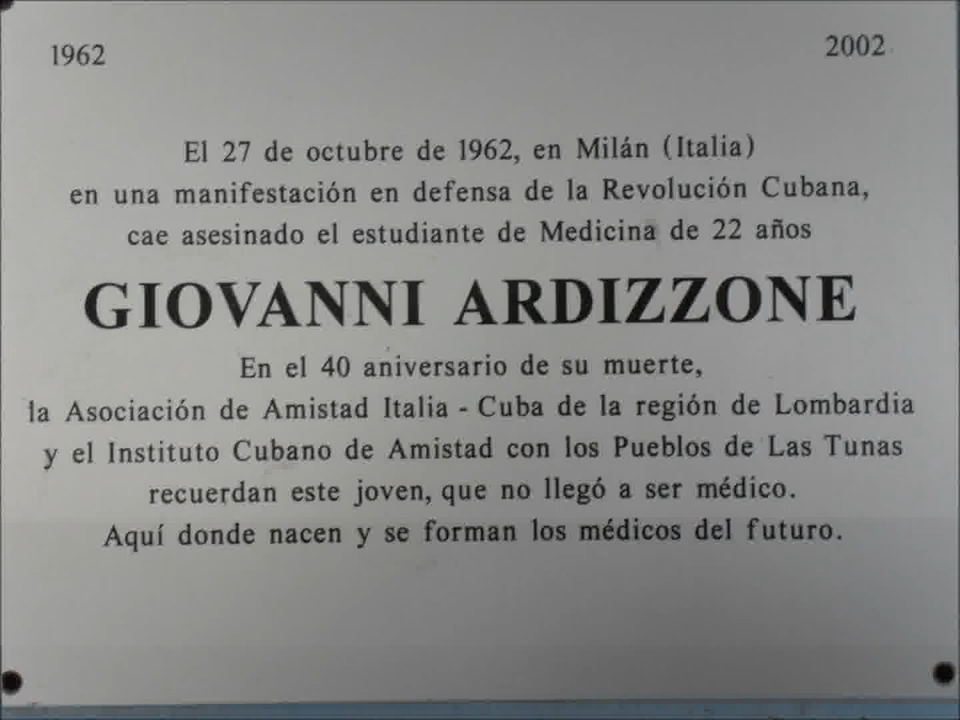 1962 2002
El 27 de octubre de 1962, en Milán (Italia)
en una manifestación en defensa de la Revolución Cubana,
cae asesinado el estudiante de Medicina de 22 años
GIOVANNI ARDIZZONE
En el 40 aniversario de su muerte,
la Asociación de Amistad Italia - Cuba de la región de Lombardia
y el Instituto Cubano de Amistad con los Pueblos de Las Tunas
recuerdan este joven, que no llegó a ser médico.
Aquí donde nacen y se forman los médicos del futuro.